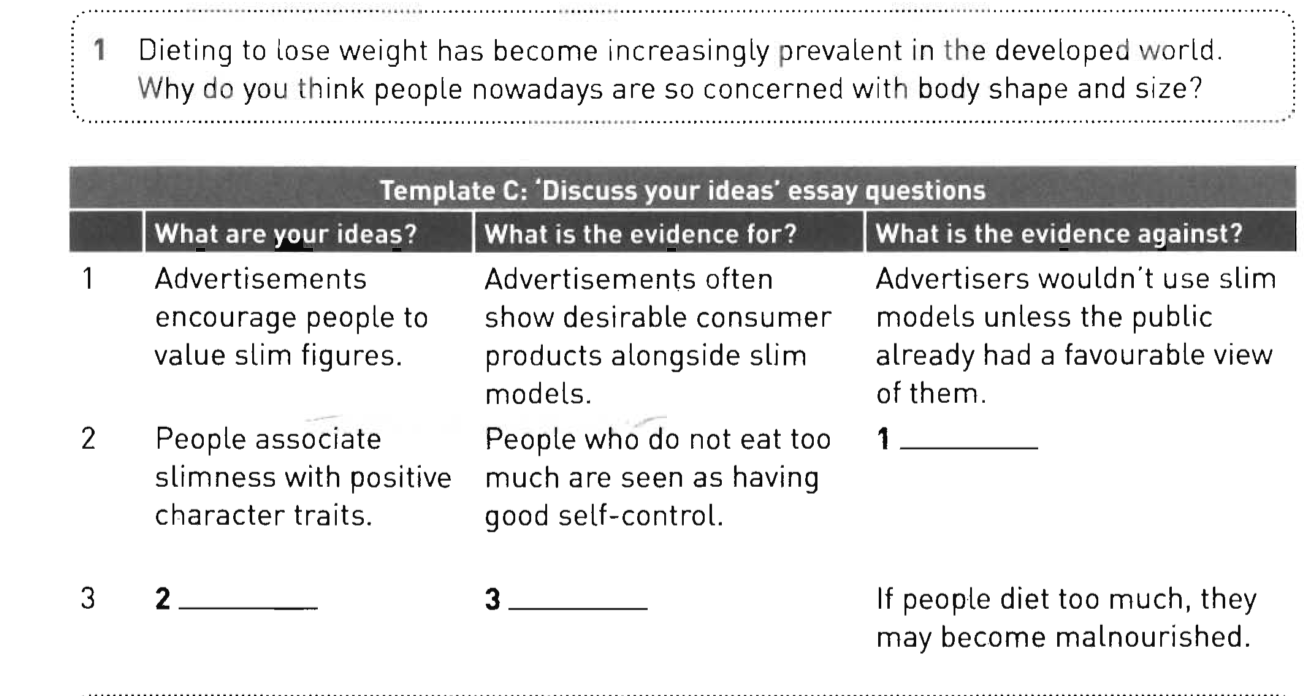 1 Dieting to lose weight has become increasingly prevalent in the developed world.
Why do you think people nowadays are so concerned with body shape and size?
Template C: 'Discuss your ideas' essay questions
What are your ideas? What is the evidence for? What is the evidence against?
1 Advertisements encourage people to value slim figures.
Advertisements often show desirable consumer products alongside slim models.
Advertisers wouldn't use slim models unless the public already had a favourable view of them.
2 People associate slimness with positive character traits.
People who do not eat too much are seen as having good self-control.
1 __________
3 2 __________ 3 __________
If people diet too much, they may become malnourished.